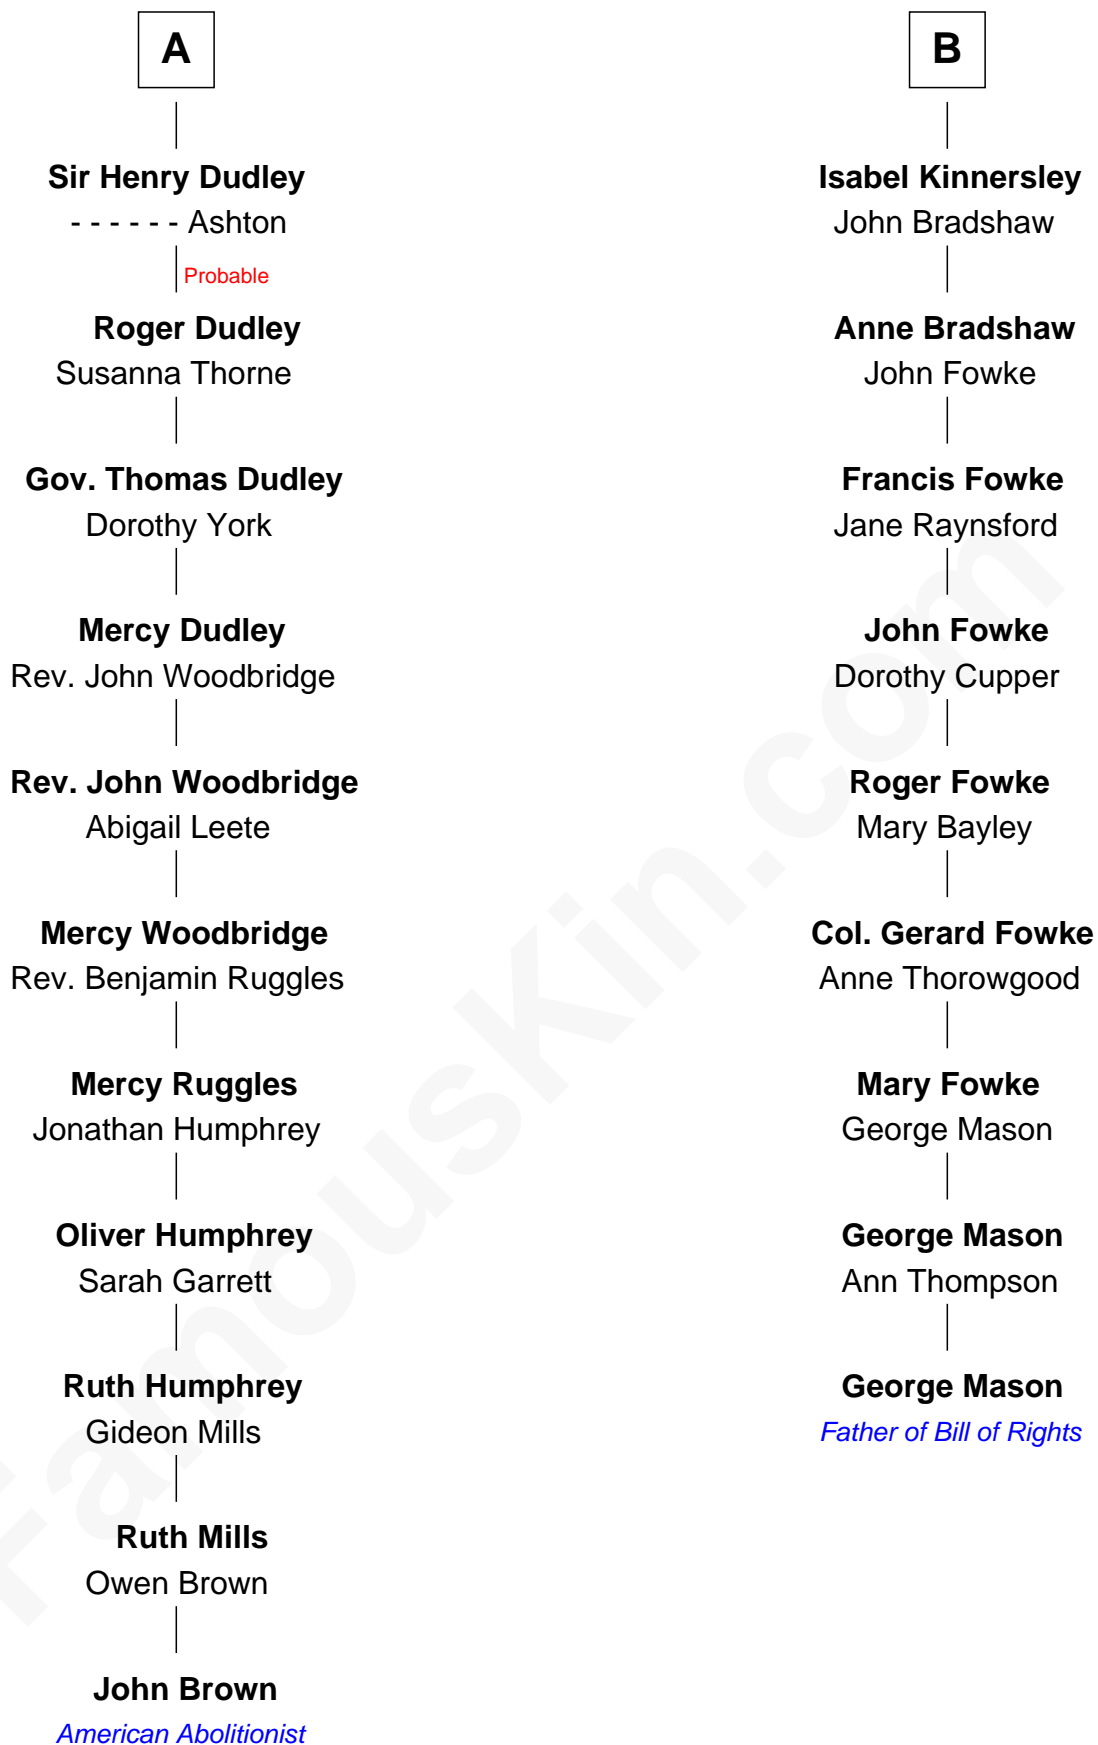 A
Sir Henry Dudley
- - - - - - Ashton
Probable
Roger Dudley
Susanna Thorne
Gov. Thomas Dudley
Dorothy York
Mercy Dudley
Rev. John Woodbridge
Rev. John Woodbridge
Abigail Leete
Mercy Woodbridge
Rev. Benjamin Ruggles
Mercy Ruggles
Jonathan Humphrey
Oliver Humphrey
Sarah Garrett
Ruth Humphrey
Gideon Mills
Ruth Mills
Owen Brown
John Brown
American Abolitionist
B
Isabel Kinnersley
John Bradshaw
Anne Bradshaw
John Fowke
Francis Fowke
Jane Raynsford
John Fowke
Dorothy Cupper
Roger Fowke
Mary Bayley
Col. Gerard Fowke
Anne Thorowgood
Mary Fowke
George Mason
George Mason
Ann Thompson
George Mason
Father of Bill of Rights
FamousKin.com